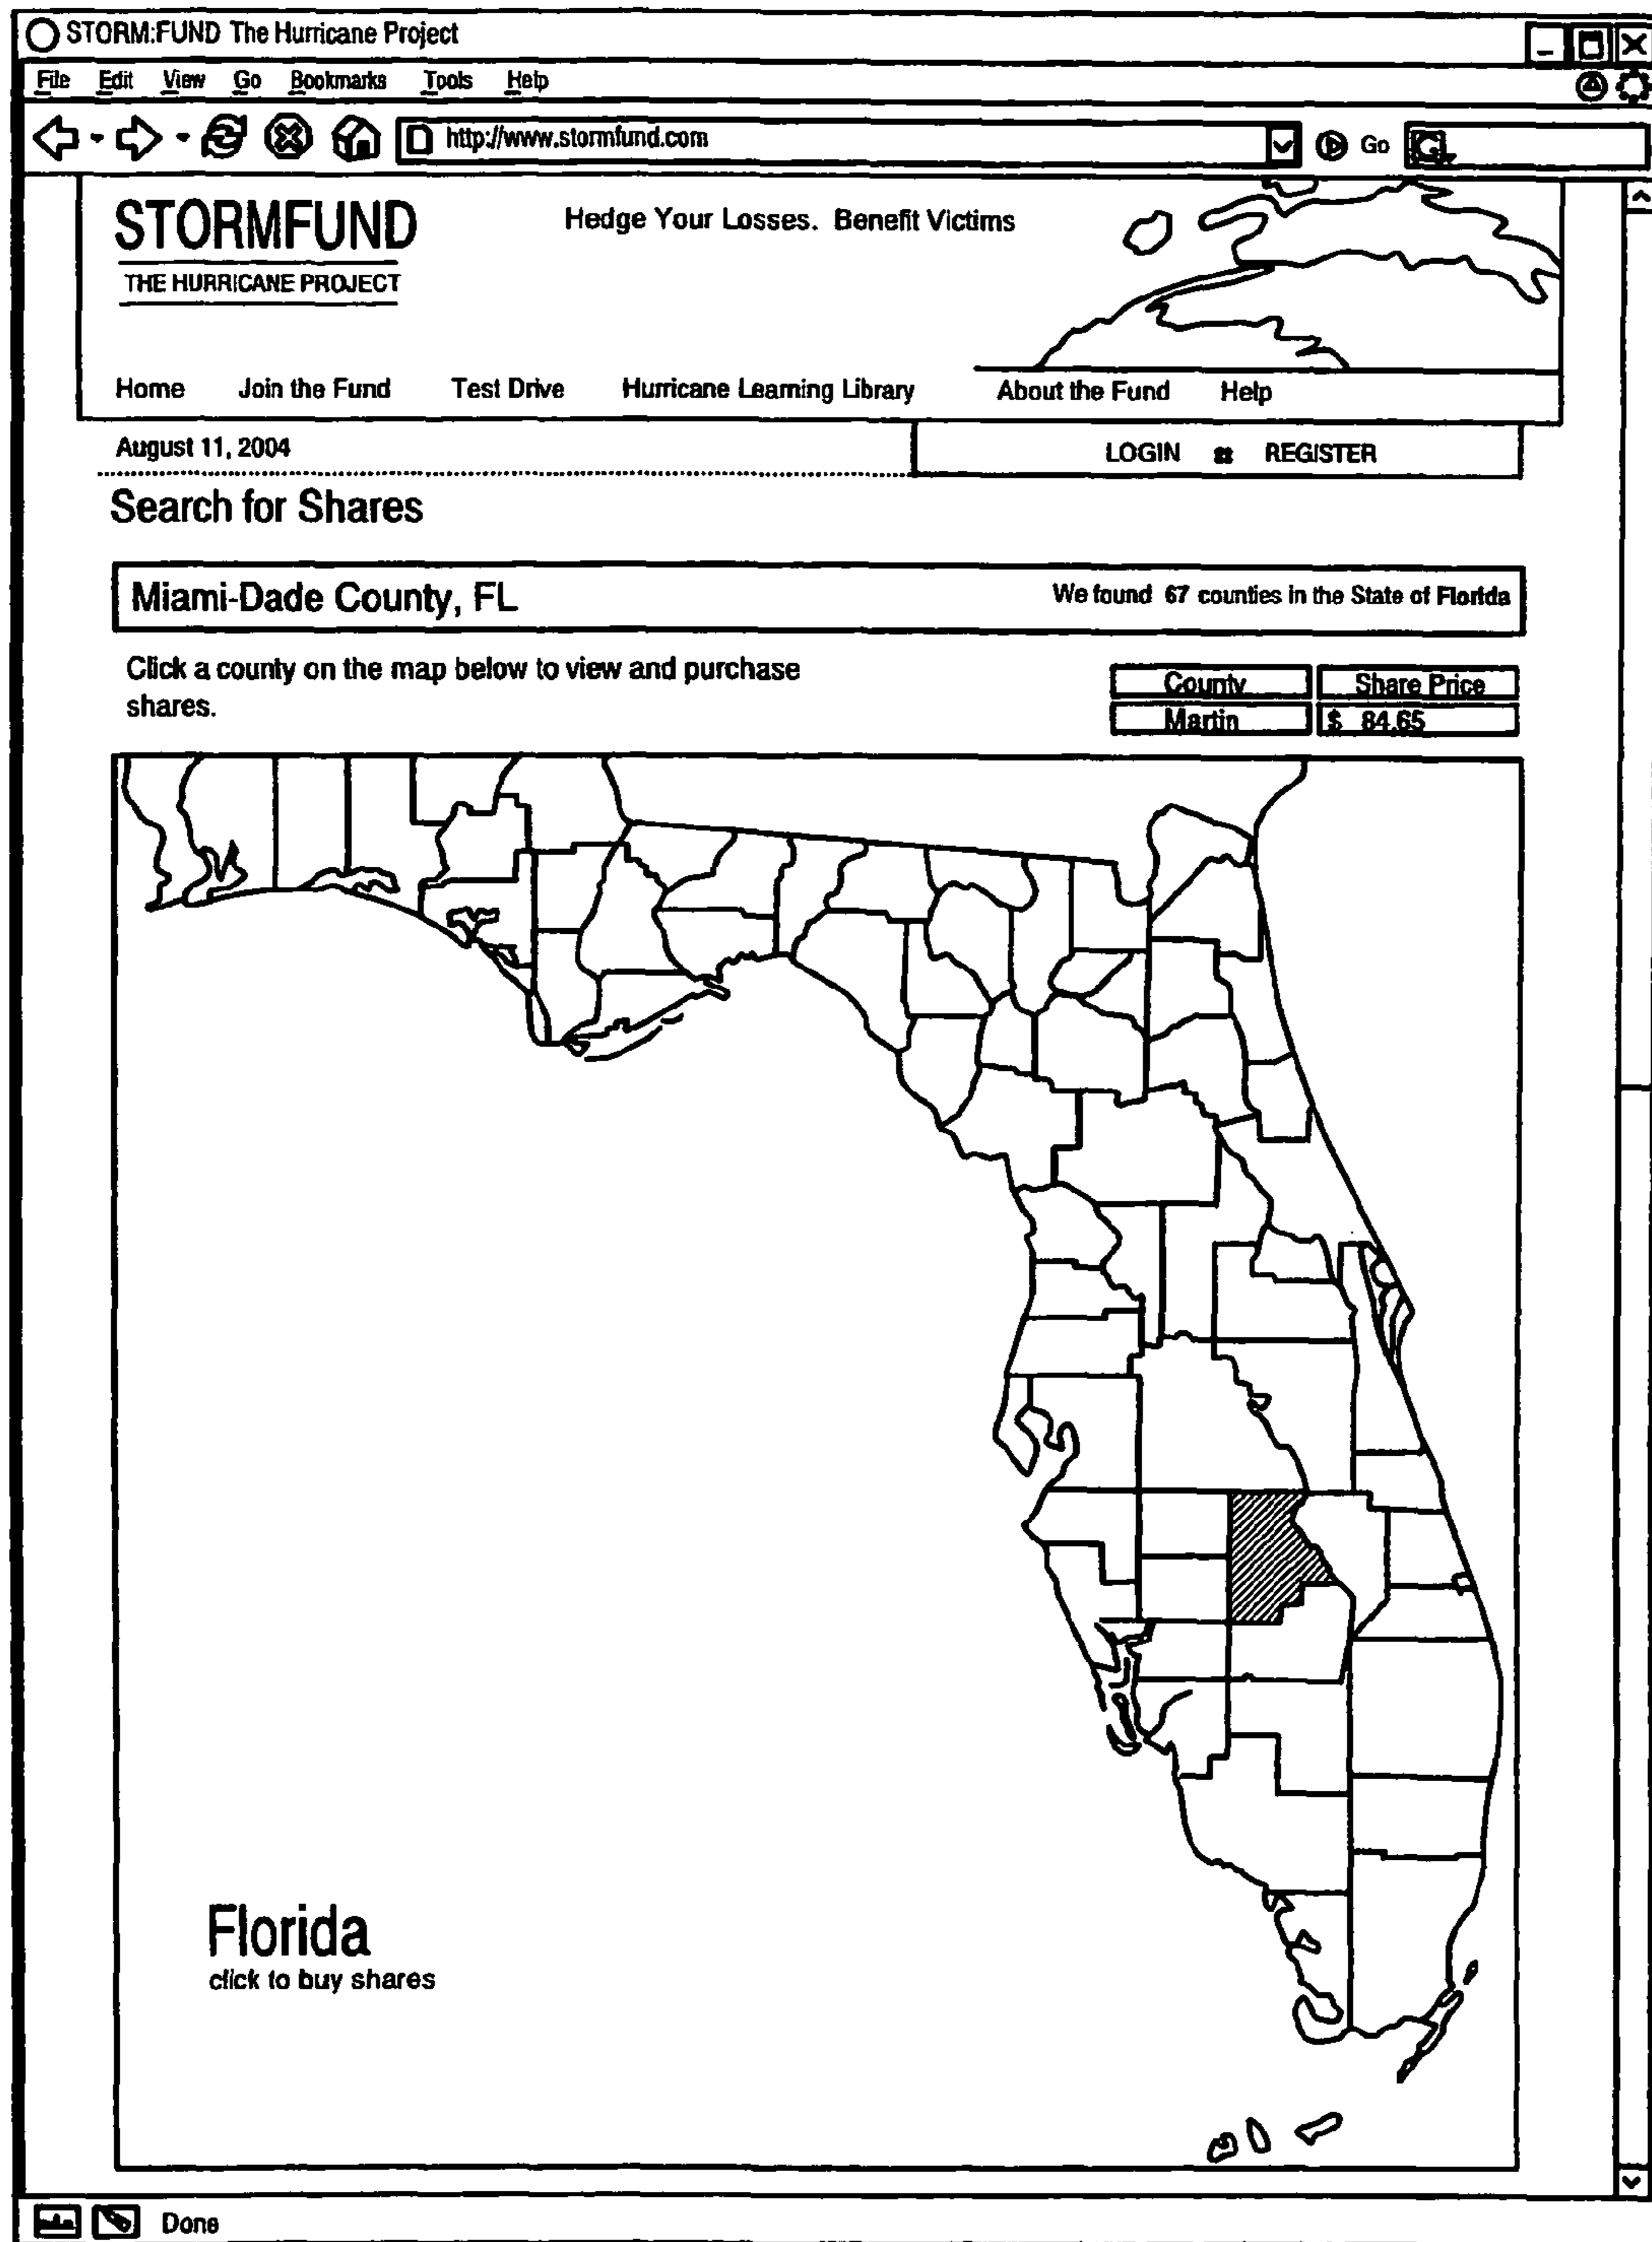 STORM:FUND The Hurricane Project
File Edit View Go Bookmarks Tools Help
http://www.stormfund.com
Go
G
STORMFUND
THE HURRICANE PROJECT
Hedge Your Losses. Benefit Victims
Home Join the Fund Test Drive Hurricane Learning Library About the Fund Help
August 11, 2004
LOGIN REGISTER
Search for Shares
Miami-Dade County, FL
We found 67 counties in the State of Florida
Click a county on the map below to view and purchase
shares.
County Share Price
Martin $ 84.65
Florida
click to buy shares
Done